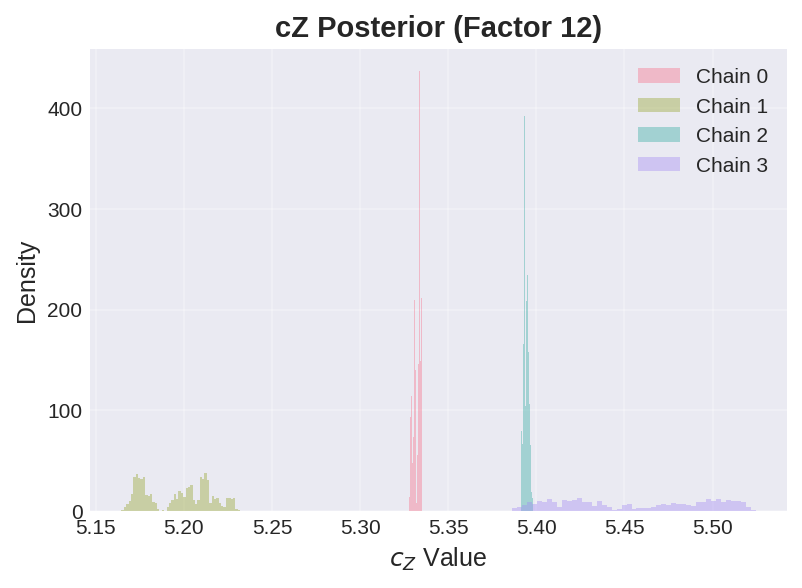 cZ Posterior (Factor 12)
Chain 0
Chain 1
Chain 2
Chain 3
Density
400
300
200
100
0
5.15 5.20 5.25 5.30 5.35 5.40 5.45 5.50
cZ Value